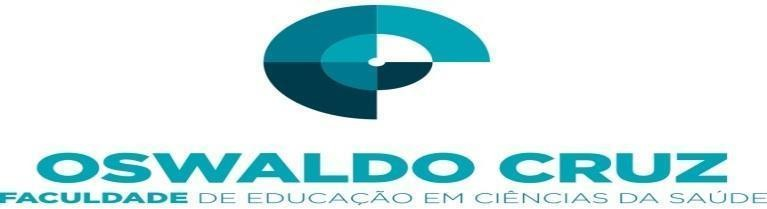 OSWALDO CRUZ
FACULDADE DE EDUCAÇÃO EM CIÊNCIAS DA SAÚDE